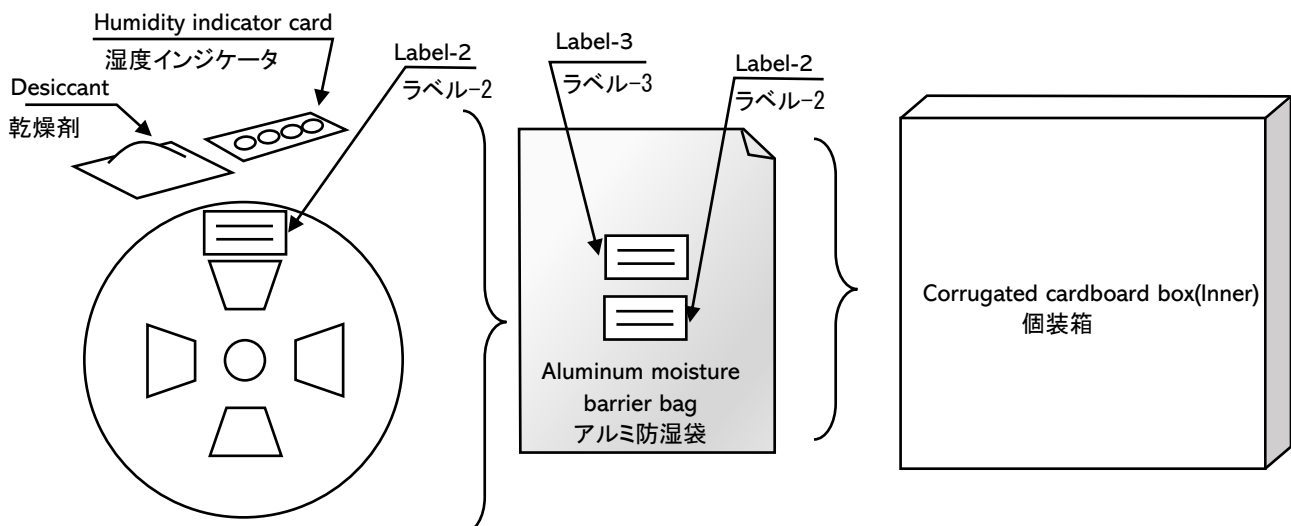 Humidity indicator card
湿度インジケータ
Desiccant
乾燥剤
Label-2
ラベル-2
Label-3
ラベル-3
Label-2
ラベル-2
Aluminum moisture
barrier bag
アルミ防湿袋
Corrugated cardboard box(Inner)
個装箱